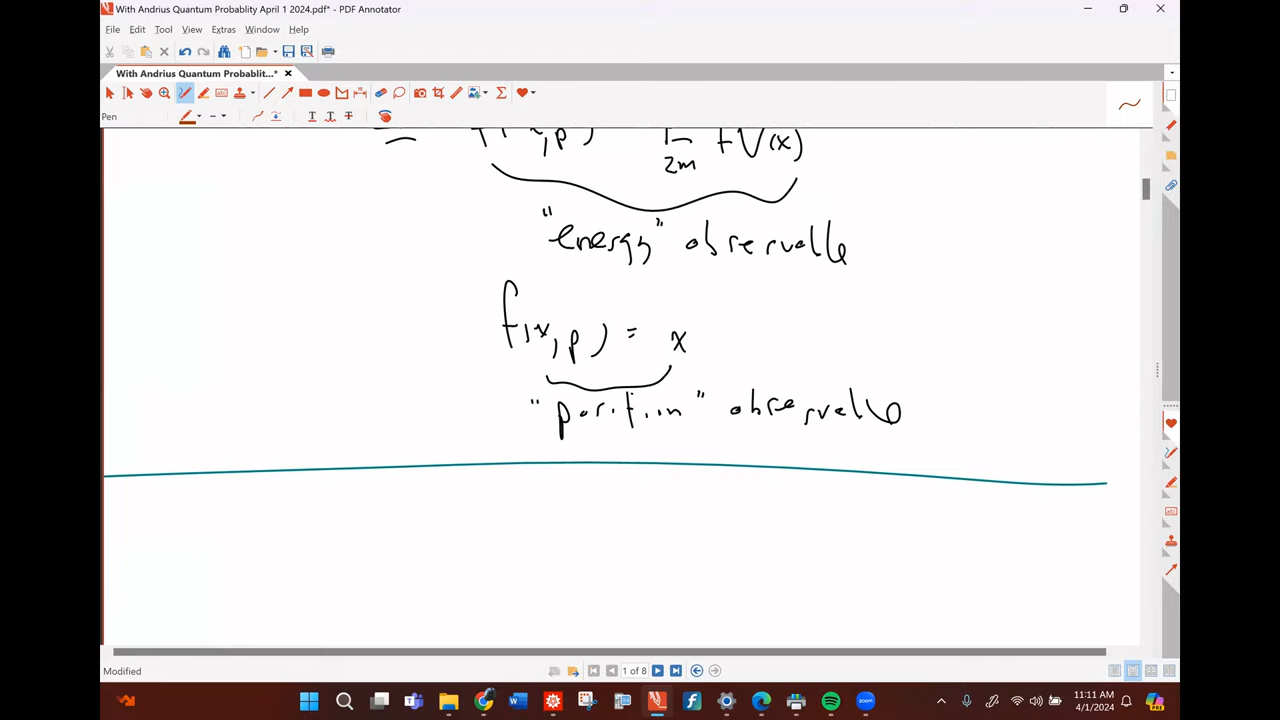 With Andrius Quantum Probablity April 1 2024.pdf* - PDF Annotator
File Edit Tool View Extras Window Help
With Andrius Quantum Probablit...*
Pen
2m + V(x)
"energy" observable
f(x,p) = x
"position" observable
Modified
1 of 8
11:11 AM
4/1/2024